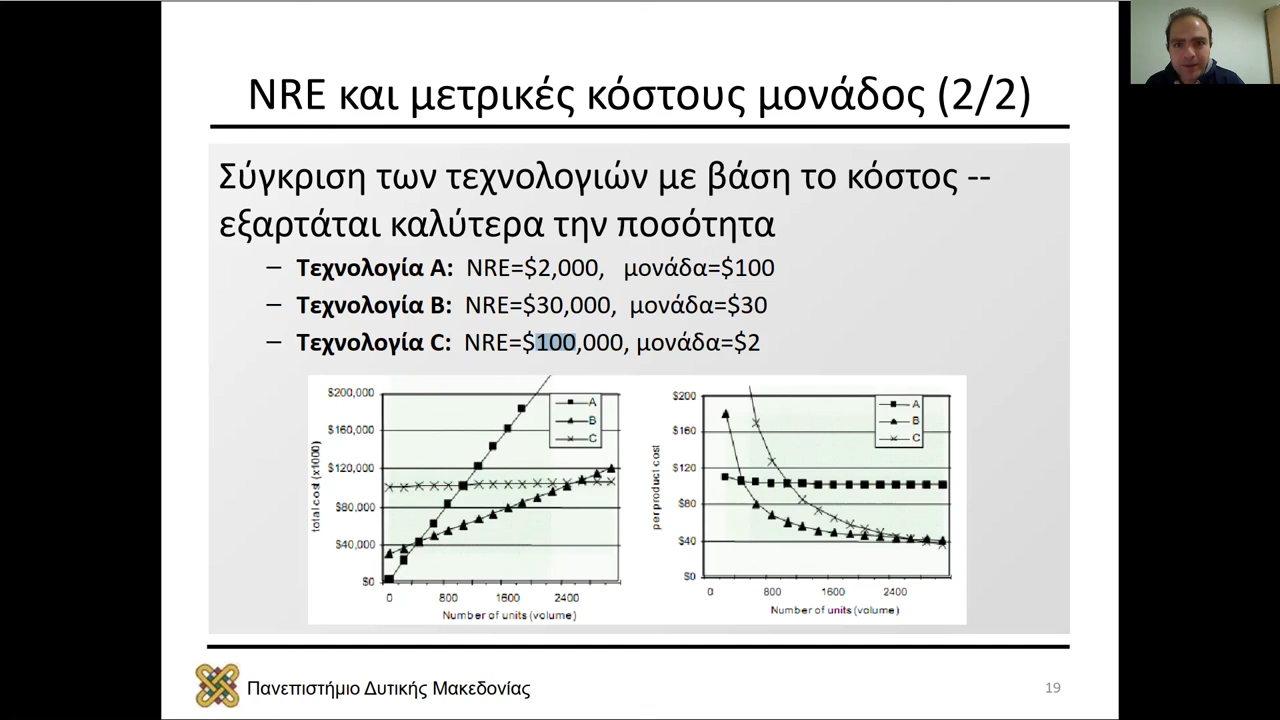 NRE και μετρικές κόστους μονάδος (2/2)
Σύγκριση των τεχνολογιών με βάση το κόστος --
εξαρτάται καλύτερα την ποσότητα
– Τεχνολογία A: NRE=$2,000, μονάδα=$100
– Τεχνολογία B: NRE=$30,000, μονάδα=$30
– Τεχνολογία C: NRE=$100,000, μονάδα=$2
$200,000
$160,000
$120,000
$80,000
$40,000
$0
total cost (x1000)
A
B
C
0 800 1600 2400
Number of units (volume)
$200
$160
$120
$80
$40
$0
per product cost
A
B
C
0 800 1600 2400
Number of units (volume)
Πανεπιστήμιο Δυτικής Μακεδονίας
19